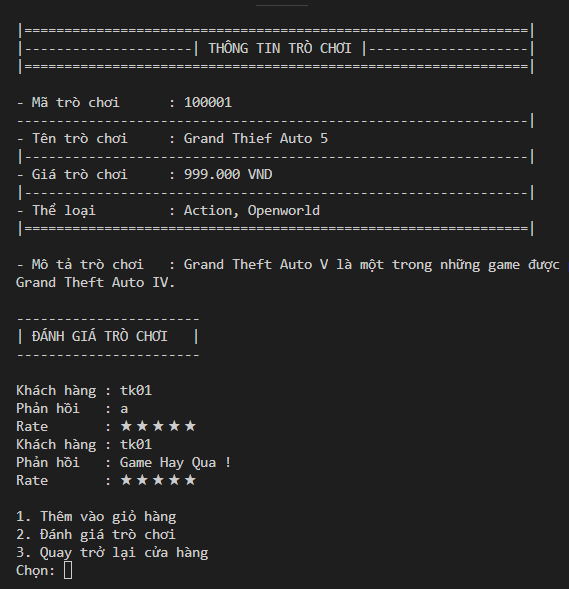 |===============================================================|
|---------------------| THÔNG TIN TRÒ CHƠI |--------------------|
|===============================================================|
- Mã trò chơi      : 100001
----------------------------------------------------------------|
- Tên trò chơi     : Grand Thief Auto 5
|---------------------------------------------------------------|
- Giá trò chơi     : 999.000 VND
|---------------------------------------------------------------|
- Thể loại         : Action, Openworld
|===============================================================|
- Mô tả trò chơi   : Grand Theft Auto V là một trong những game được
Grand Theft Auto IV.
-----------------------
| ĐÁNH GIÁ TRÒ CHƠI   |
-----------------------
Khách hàng : tk01
Phản hồi   : a
Rate       : ★★★★★
Khách hàng : tk01
Phản hồi   : Game Hay Qua !
Rate       : ★★★★★
1. Thêm vào giỏ hàng
2. Đánh giá trò chơi
3. Quay trở lại cửa hàng
Chọn: